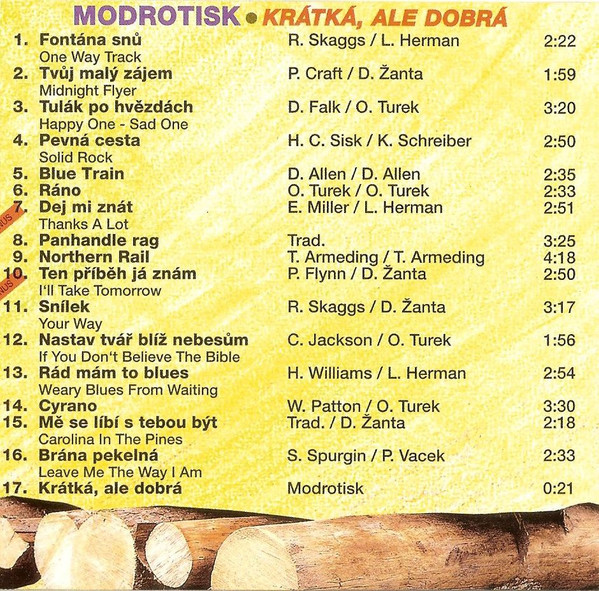 MODROTISK • KRÁTKÁ, ALE DOBRÁ
1. Fontána snů R. Skaggs / L. Herman 2:22
One Way Track
2. Tvůj malý zájem P. Craft / D. Žanta 1:59
Midnight Flyer
3. Tulák po hvězdách D. Falk / O. Turek 3:20
Happy One - Sad One
4. Pevná cesta H. C. Sisk / K. Schreiber 2:50
Solid Rock
5. Blue Train D. Allen / D. Allen 2:35
6. Ráno O. Turek / O. Turek 2:33
7. Dej mi znát E. Miller / L. Herman 2:51
Thanks A Lot
8. Panhandle rag Trad. 3:25
9. Northern Rail T. Armeding / T. Armeding 4:18
10. Ten příběh já znám P. Flynn / D. Žanta 2:50
I'll Take Tomorrow
11. Snílek R. Skaggs / D. Žanta 3:17
Your Way
12. Nastav tvář blíž nebesům C. Jackson / O. Turek 1:56
If You Don't Believe The Bible
13. Rád mám to blues H. Williams / L. Herman 2:54
Weary Blues From Waiting
14. Cyrano W. Patton / O. Turek 3:30
15. Mě se líbí s tebou být Trad. / D. Žanta 2:18
Carolina In The Pines
16. Brána pekelná S. Spurgin / P. Vacek 2:33
Leave Me The Way I Am
17. Krátká, ale dobrá Modrotisk 0:21